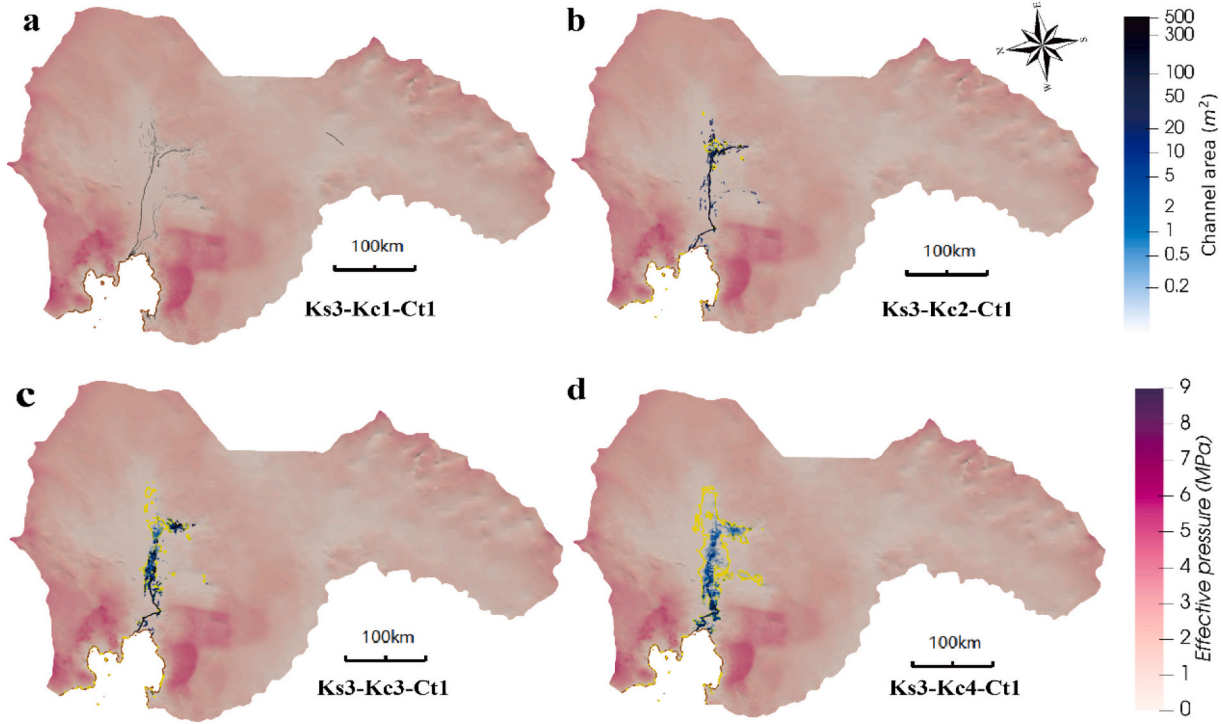 a
b
E
N
S
W
100km
Ks3-Kc1-Ct1
100km
Ks3-Kc2-Ct1
500
300
100
50
20
10
5
2
1
0.5
0.2
Channel area (m²)
c
d
100km
Ks3-Kc3-Ct1
100km
Ks3-Kc4-Ct1
9
8
7
6
5
4
3
2
1
0
Effective pressure (MPa)